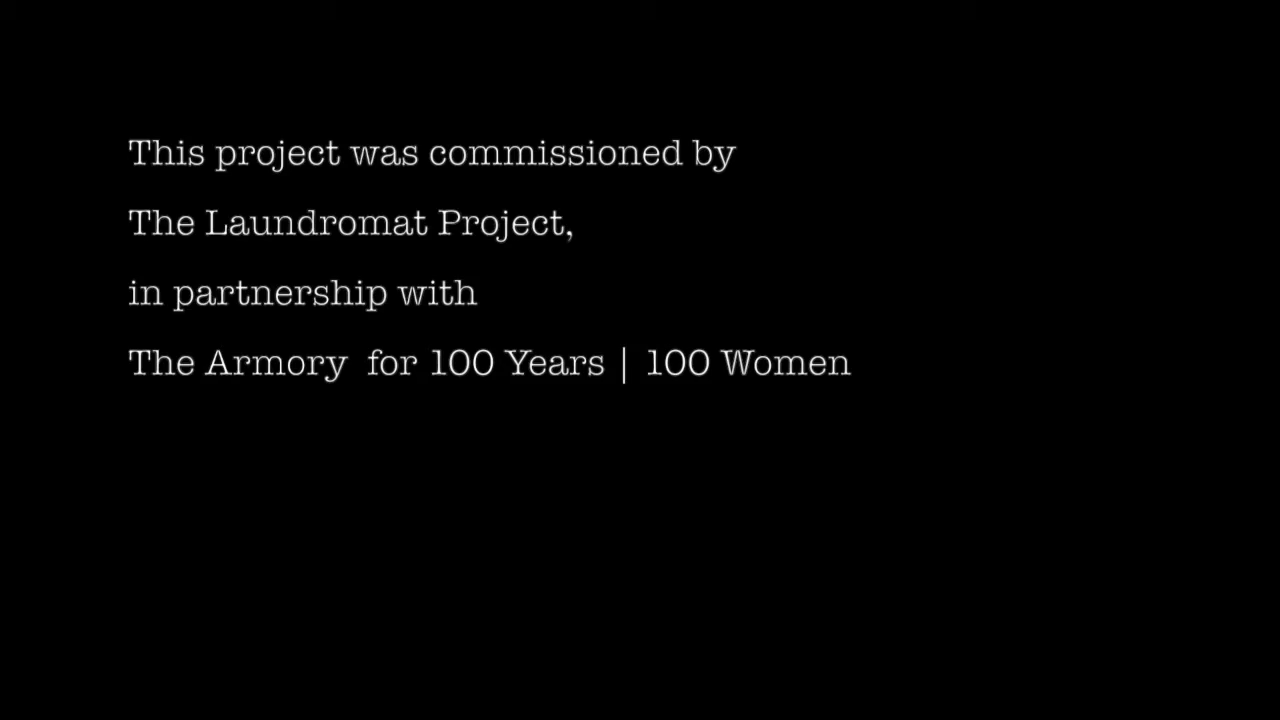 This project was commissioned by
The Laundromat Project,
in partnership with
The Armory  for 100 Years | 100 Women